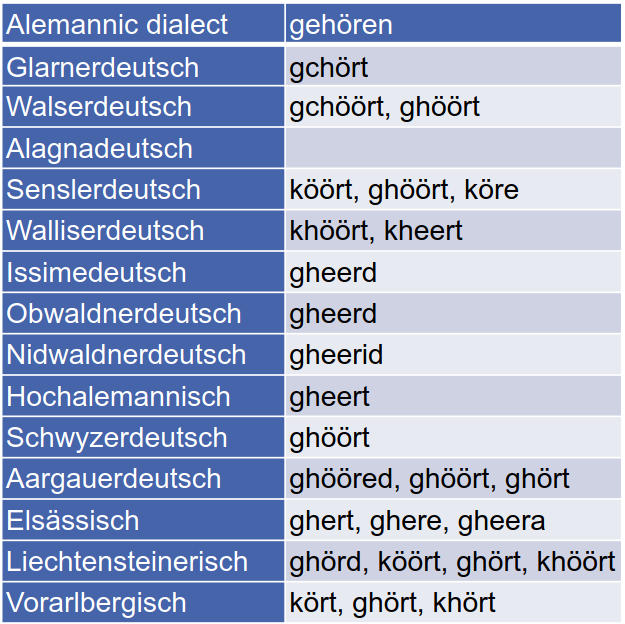 Alemannic dialect gehören
Glarnerdeutsch gchört
Walserdeutsch gchöört, ghöört
Alagnadeutsch
Senslerdeutsch köört, ghöört, köre
Walliserdeutsch khöört, kheert
Issimedeutsch gheerd
Obwaldnerdeutsch gheerd
Nidwaldnerdeutsch gheerid
Hochalemannisch gheert
Schwyzerdeutsch ghöört
Aargauerdeutsch ghööred, ghöört, ghört
Elsässisch ghert, ghere, gheera
Liechtensteinerisch ghörd, köört, ghört, khöört
Vorarlbergisch kört, ghört, khört